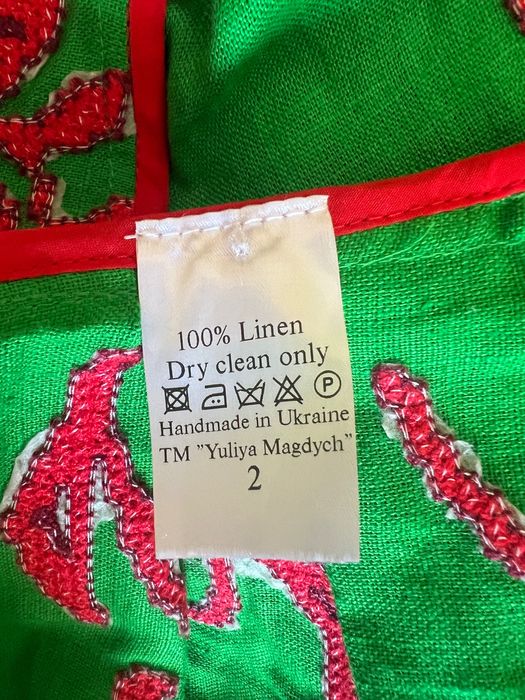 100% Linen
Dry clean only
P
Handmade in Ukraine
TM "Yuliya Magdych"
2